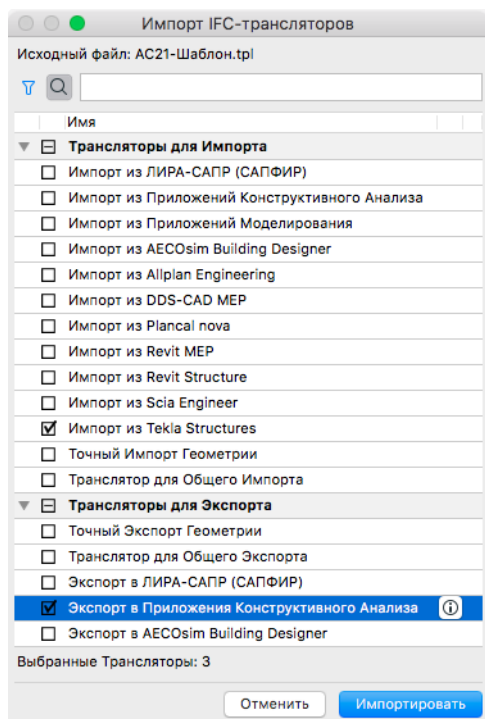 Импорт IFC-трансляторов
Исходный файл: AC21-Шаблон.tpl
Имя
Трансляторы для Импорта
Импорт из ЛИРА-САПР (САПФИР)
Импорт из Приложений Конструктивного Анализа
Импорт из Приложений Моделирования
Импорт из AECOsim Building Designer
Импорт из Allplan Engineering
Импорт из DDS-CAD MEP
Импорт из Plancal nova
Импорт из Revit MEP
Импорт из Revit Structure
Импорт из Scia Engineer
Импорт из Tekla Structures
Точный Импорт Геометрии
Транслятор для Общего Импорта
Трансляторы для Экспорта
Точный Экспорт Геометрии
Транслятор для Общего Экспорта
Экспорт в ЛИРА-САПР (САПФИР)
Экспорт в Приложения Конструктивного Анализа
Экспорт в AECOsim Building Designer
Выбранные Трансляторы: 3
Отменить Импортировать